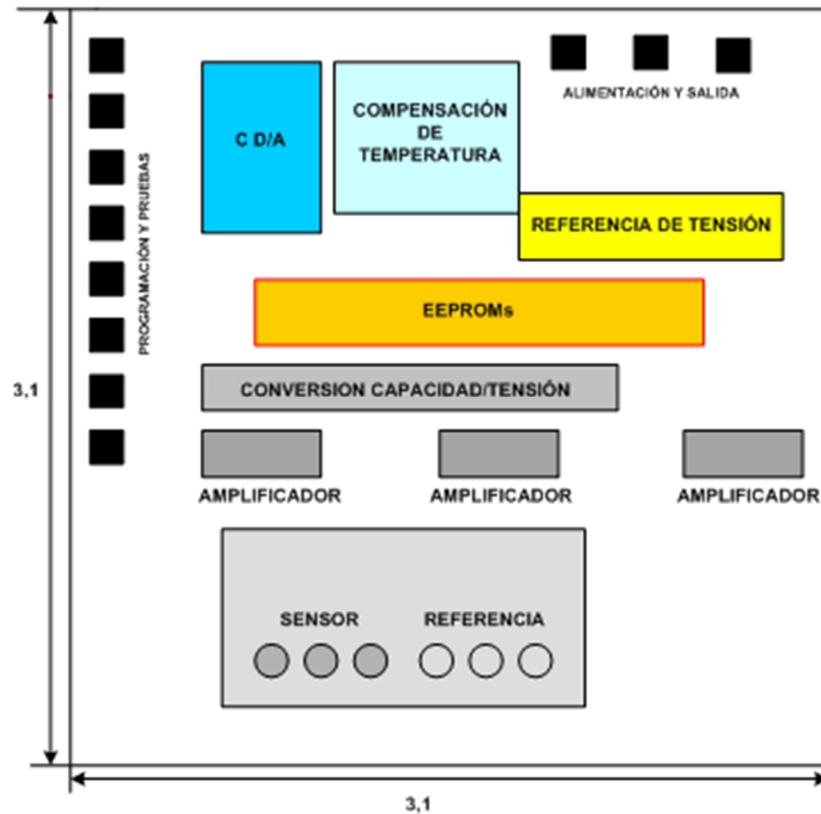 ALIMENTACIÓN Y SALIDA
PROGRAMACIÓN Y PRUEBAS
C D/A
COMPENSACIÓN
DE
TEMPERATURA
REFERENCIA DE TENSIÓN
EEPROMs
CONVERSION CAPACIDAD/TENSIÓN
3,1
AMPLIFICADOR
AMPLIFICADOR
AMPLIFICADOR
SENSOR
REFERENCIA
3,1